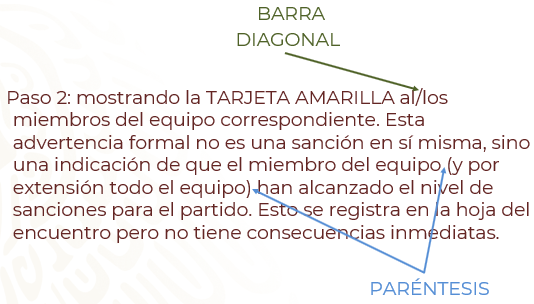 BARRA
DIAGONAL
Paso 2: mostrando la TARJETA AMARILLA al/los
miembros del equipo correspondiente. Esta
advertencia formal no es una sanción en sí misma, sino
una indicación de que el miembro del equipo (y por
extensión todo el equipo) han alcanzado el nivel de
sanciones para el partido. Esto se registra en la hoja del
encuentro pero no tiene consecuencias inmediatas.
PARÉNTESIS